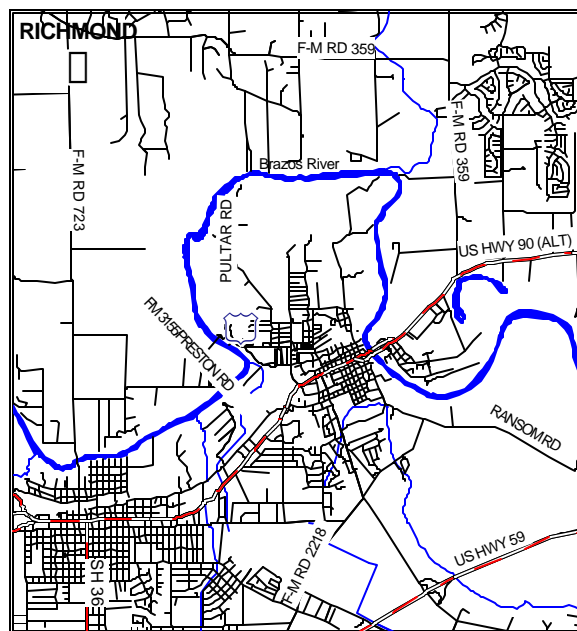 RICHMOND
F-M RD 359
F-M RD 359
F-M RD 723
Brazos River
PULTAR RD
US HWY 90 (ALT)
FM 3155/PRESTON RD
RANSOM RD
US HWY 59
F-M RD 2218
SH 36